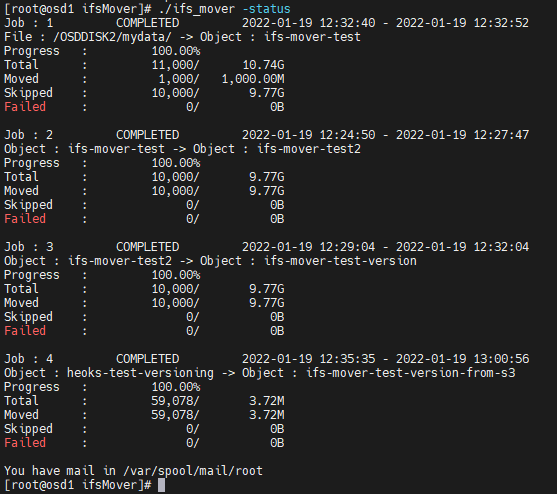 [root@osd1 ifsMover]# ./ifs_mover -status
Job : 1 COMPLETED 2022-01-19 12:32:40 - 2022-01-19 12:32:52
File : /OSDDISK2/mydata/ -> Object : ifs-mover-test
Progress : 100.00%
Total : 11,000/ 10.74G
Moved : 1,000/ 1,000.00M
Skipped : 10,000/ 9.77G
Failed : 0/ 0B
Job : 2 COMPLETED 2022-01-19 12:24:50 - 2022-01-19 12:27:47
Object : ifs-mover-test -> Object : ifs-mover-test2
Progress : 100.00%
Total : 10,000/ 9.77G
Moved : 10,000/ 9.77G
Skipped : 0/ 0B
Failed : 0/ 0B
Job : 3 COMPLETED 2022-01-19 12:29:04 - 2022-01-19 12:32:04
Object : ifs-mover-test2 -> Object : ifs-mover-test-version
Progress : 100.00%
Total : 10,000/ 9.77G
Moved : 10,000/ 9.77G
Skipped : 0/ 0B
Failed : 0/ 0B
Job : 4 COMPLETED 2022-01-19 12:35:35 - 2022-01-19 13:00:56
Object : heoks-test-versioning -> Object : ifs-mover-test-version-from-s3
Progress : 100.00%
Total : 59,078/ 3.72M
Moved : 59,078/ 3.72M
Skipped : 0/ 0B
Failed : 0/ 0B
You have mail in /var/spool/mail/root
[root@osd1 ifsMover]#